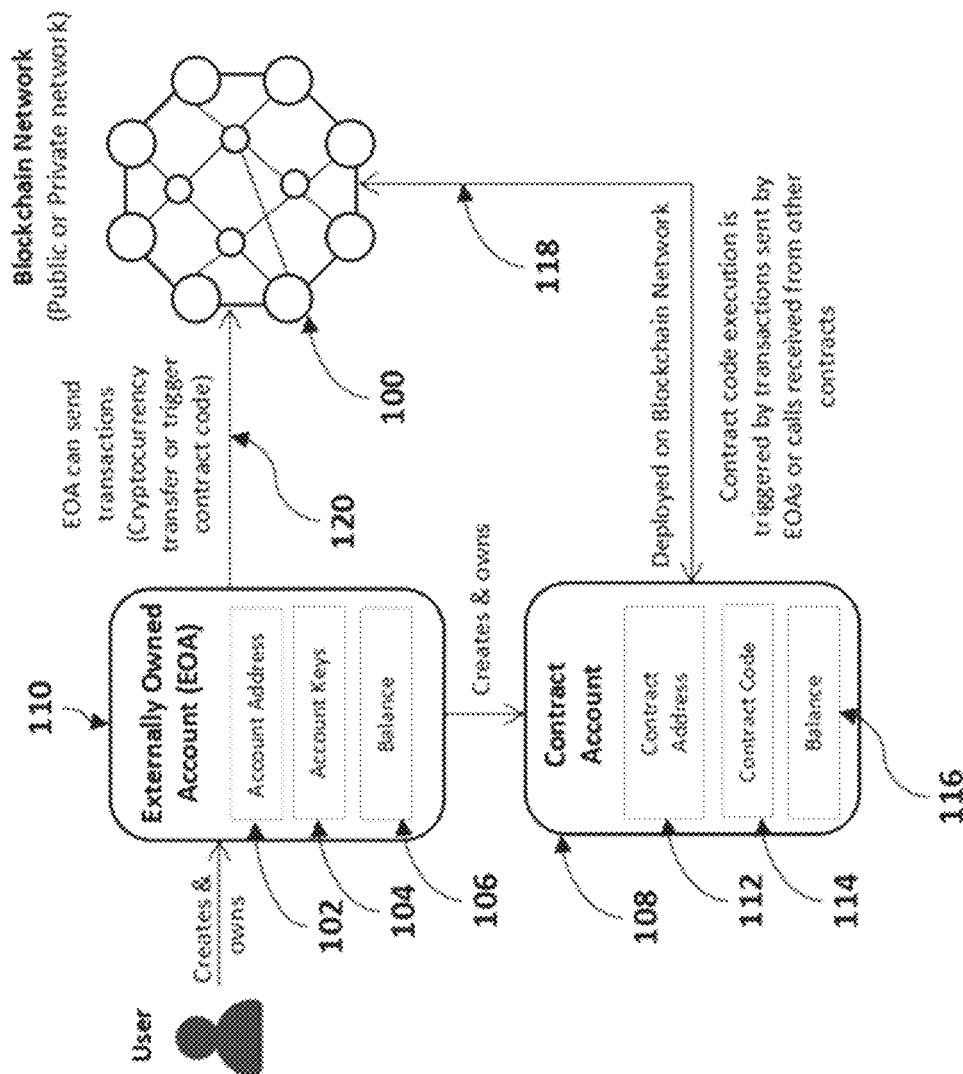 User
Creates &
owns
110
Externally Owned
Account (EOA)
Account Address
Account Keys
Balance
102
104
106
EOA can send
transactions
(Cryptocurrency
transfer or trigger
contract code)
120
Blockchain Network
(Public or Private network)
100
118
Creates & owns
Contract
Account
Contract
Address
Contract Code
Balance
108
112
114
116
Deployed on Blockchain Network
Contract code execution is
triggered by transactions sent by
EOAs or calls received from other
contracts